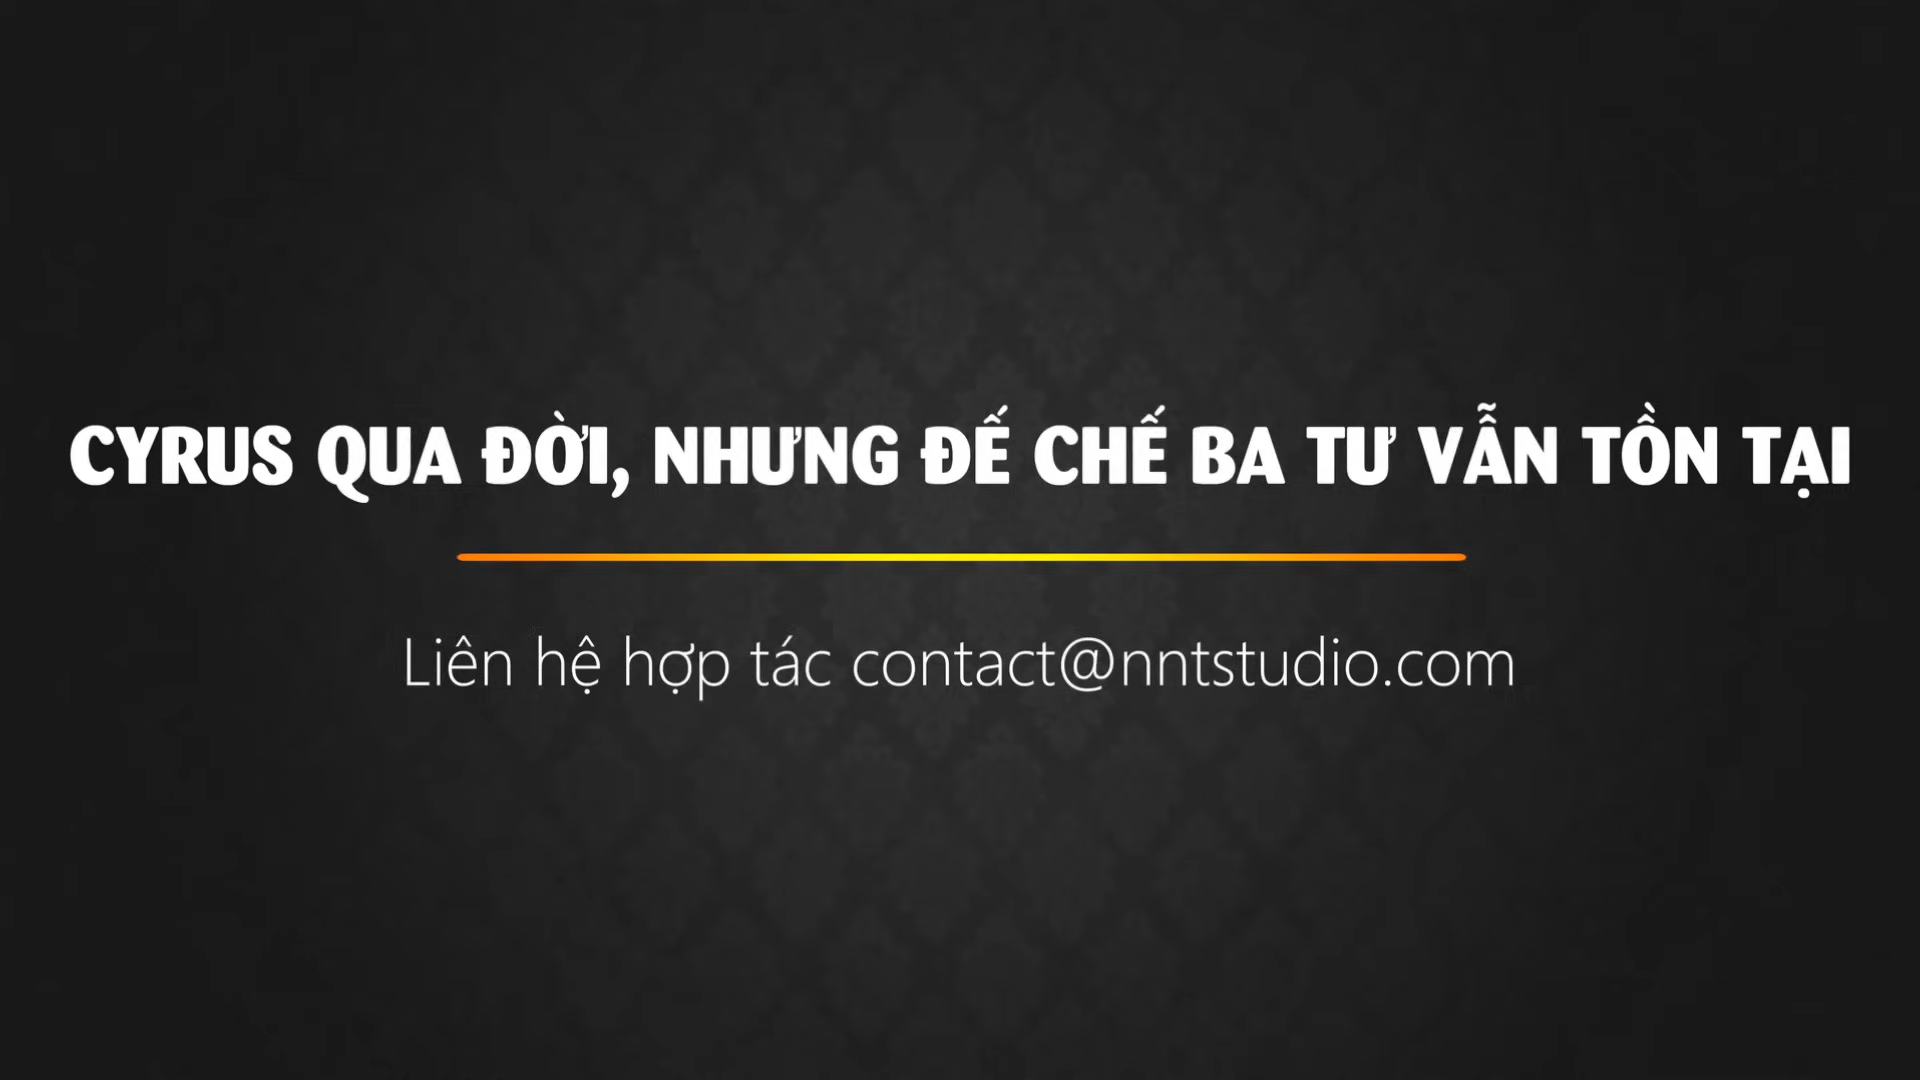 CYRUS QUA ĐỜI, NHƯNG ĐẾ CHẾ BA TƯ VẪN TỒN TẠI
Liên hệ hợp tác contact@nntstudio.com